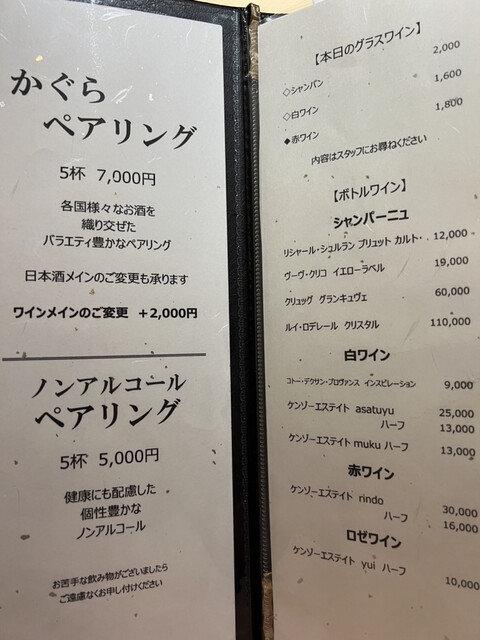 かぐら
ペアリング
5杯 7,000円
各国様々なお酒を
織り交ぜた
バラエティ豊かなペアリング
日本酒メインのご変更も承ります
ワインメインのご変更 +2,000円
ノンアルコール
ペアリング
5杯 5,000円
健康にも配慮した
個性豊かな
ノンアルコール
お苦手な飲み物がございましたら
ご遠慮なくお申し付けください
【本日のグラスワイン】
◇シャンパン 2,000
◇白ワイン 1,600
◆赤ワイン 1,800
内容はスタッフにお尋ねください
【ボトルワイン】
シャンパーニュ
リシャール・シュルラン ブリュット カルト・ 12,000
ヴーヴ・クリコ イエローラベル 19,000
クリュッグ グランキュヴェ 60,000
ルイ・ロデレール クリスタル 110,000
白ワイン
コトー・デクサン・プロヴァンス インスピレーション 9,000
ケンゾーエステイト asatuyu 25,000
ハーフ 13,000
ケンゾーエステイト muku ハーフ 13,000
赤ワイン
ケンゾーエステイト rindo 30,000
ハーフ 16,000
ロゼワイン
ケンゾーエステイト yui ハーフ 10,000